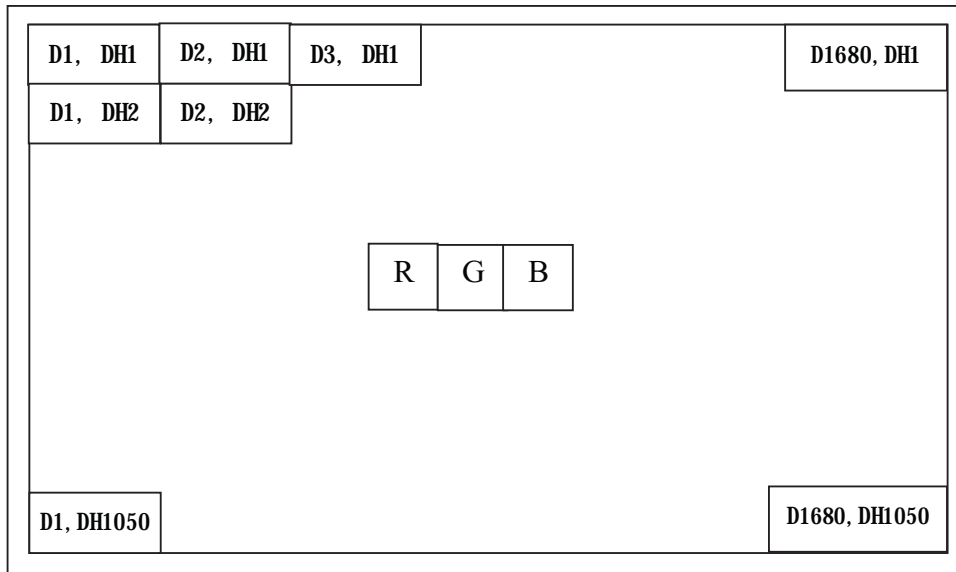 D1, DH1 D2, DH1 D3, DH1 D1680, DH1
D1, DH2 D2, DH2
R G B
D1, DH1050 D1680, DH1050